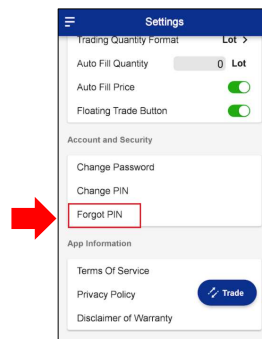 Settings
Trading Quantity Format Lot >
Auto Fill Quantity 0 Lot
Auto Fill Price
Floating Trade Button
Account and Security
Change Password
Change PIN
Forgot PIN
App Information
Terms Of Service
Privacy Policy
Trade
Disclaimer of Warranty